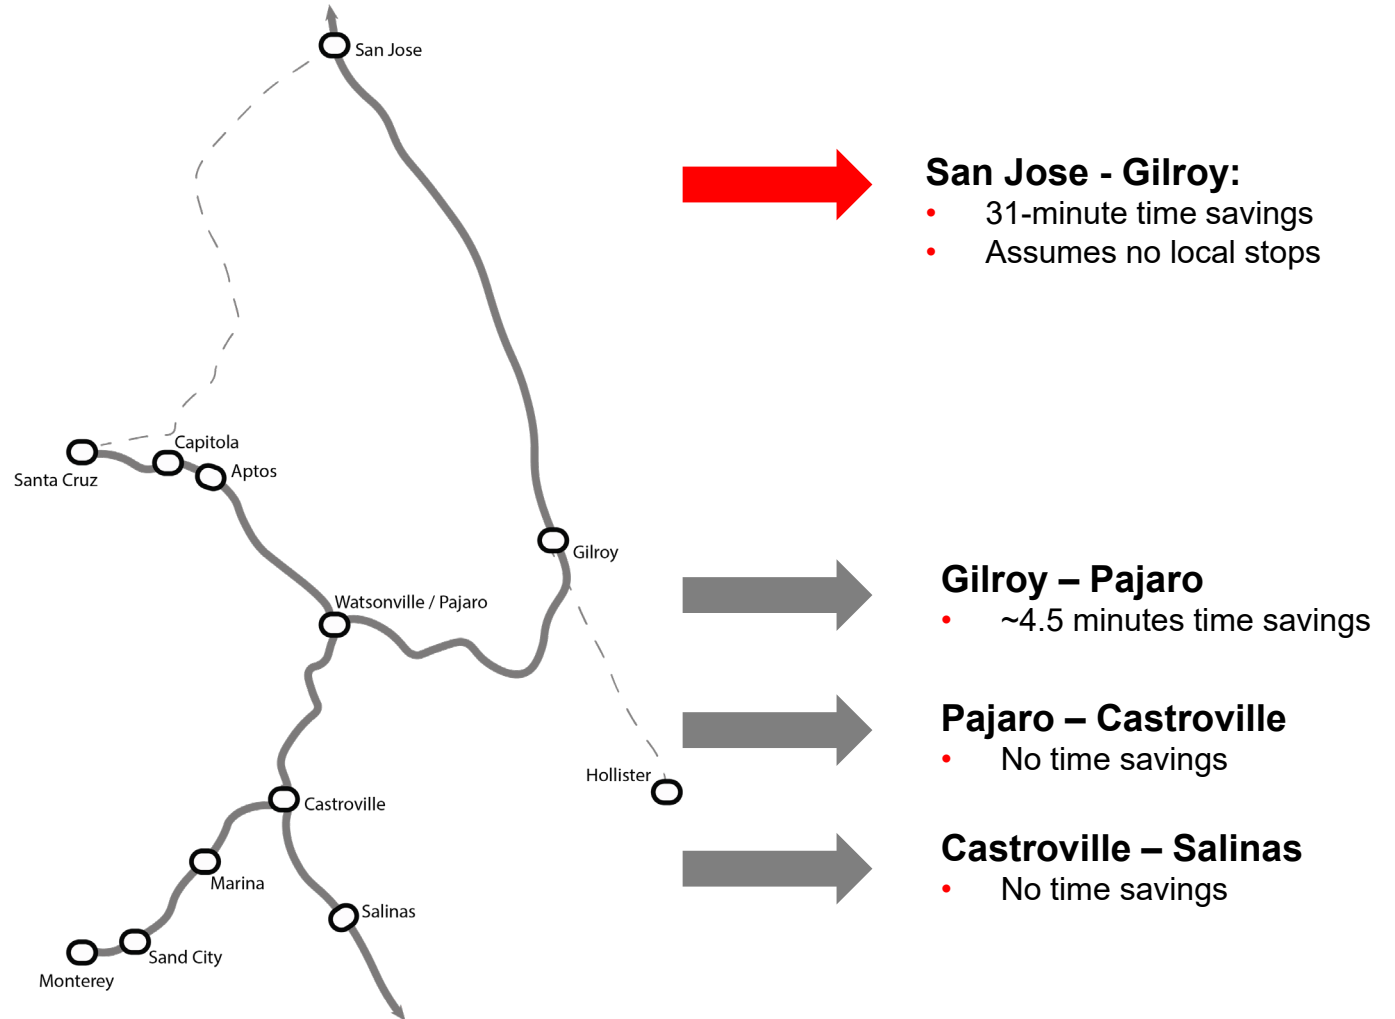 San Jose
San Jose - Gilroy:
• 31-minute time savings
• Assumes no local stops
Capitola
Santa Cruz
Aptos
Gilroy
Watsonville / Pajaro
Gilroy – Pajaro
• ~4.5 minutes time savings
Pajaro – Castroville
• No time savings
Hollister
Castroville
Castroville – Salinas
• No time savings
Marina
Salinas
Sand City
Monterey